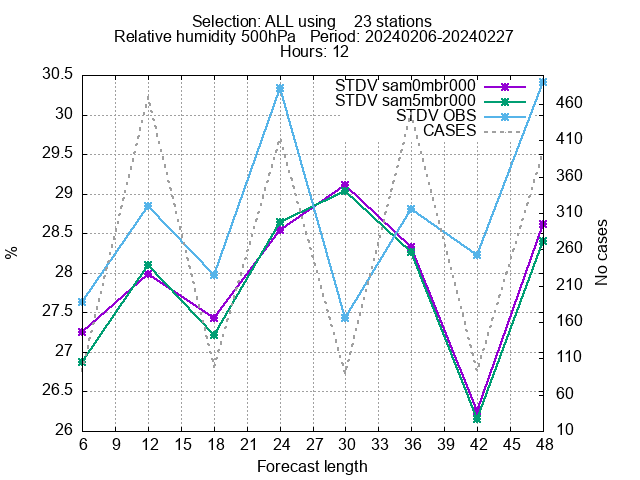 Selection: ALL using    23 stations
Relative humidity 500hPa   Period: 20240206-20240227
Hours: 12
STDV sam0mbr000
STDV sam5mbr000
STDV OBS
CASES
30.5
30
29.5
29
28.5
28
27.5
27
26.5
26
%
460
410
360
310
260
210
160
110
60
10
No cases
6 9 12 15 18 21 24 27 30 33 36 39 42 45 48
Forecast length